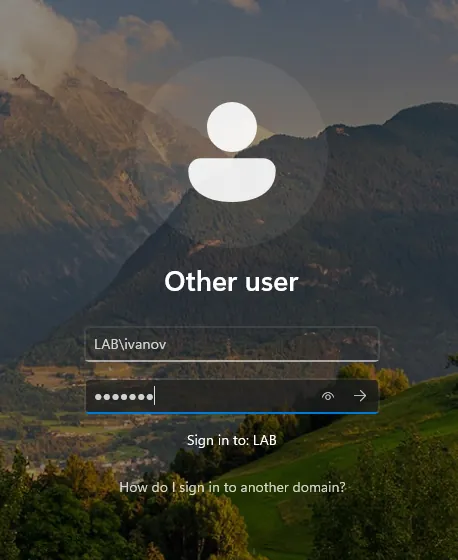 Other user
LAB\ivanov
•••••••
Sign in to: LAB
How do I sign in to another domain?